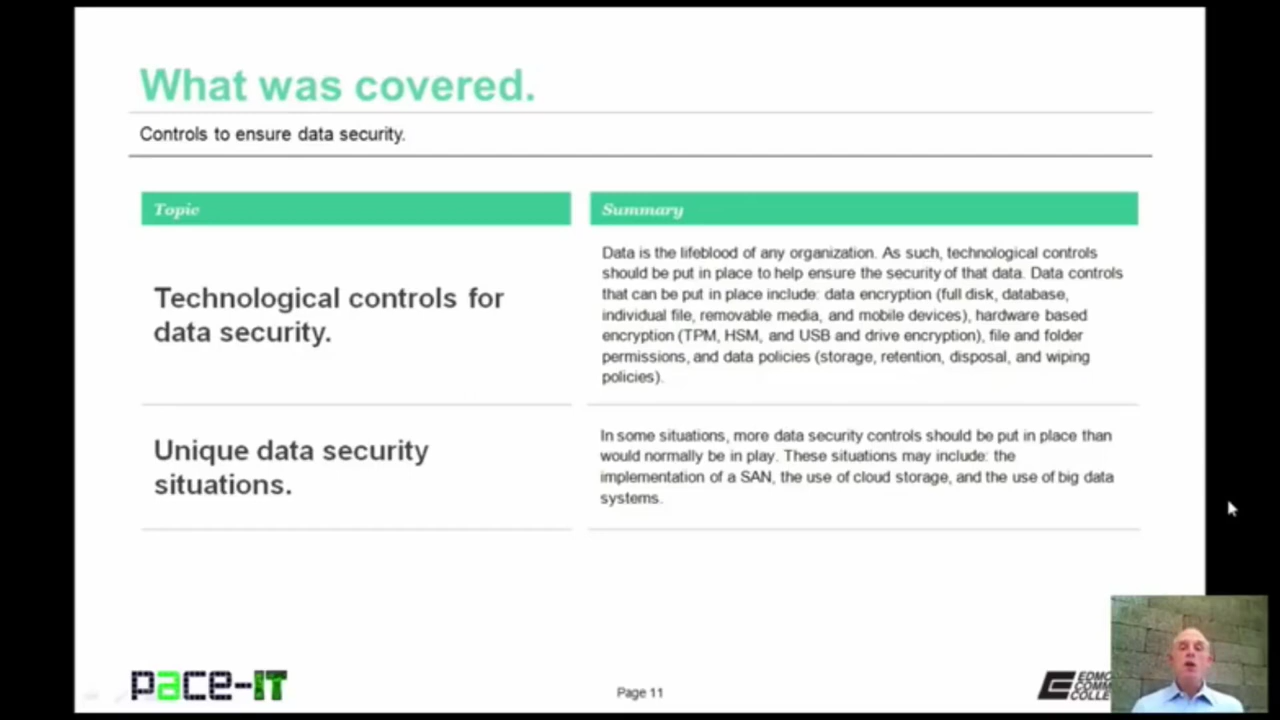 What was covered.
Controls to ensure data security.
Topic
Summary
Technological controls for
data security.
Data is the lifeblood of any organization. As such, technological controls
should be put in place to help ensure the security of that data. Data controls
that can be put in place include: data encryption (full disk, database,
individual file, removable media, and mobile devices), hardware based
encryption (TPM, HSM, and USB and drive encryption), file and folder
permissions, and data policies (storage, retention, disposal, and wiping
policies).
Unique data security
situations.
In some situations, more data security controls should be put in place than
would normally be in play. These situations may include: the
implementation of a SAN, the use of cloud storage, and the use of big data
systems.
pace-IT
Page 11